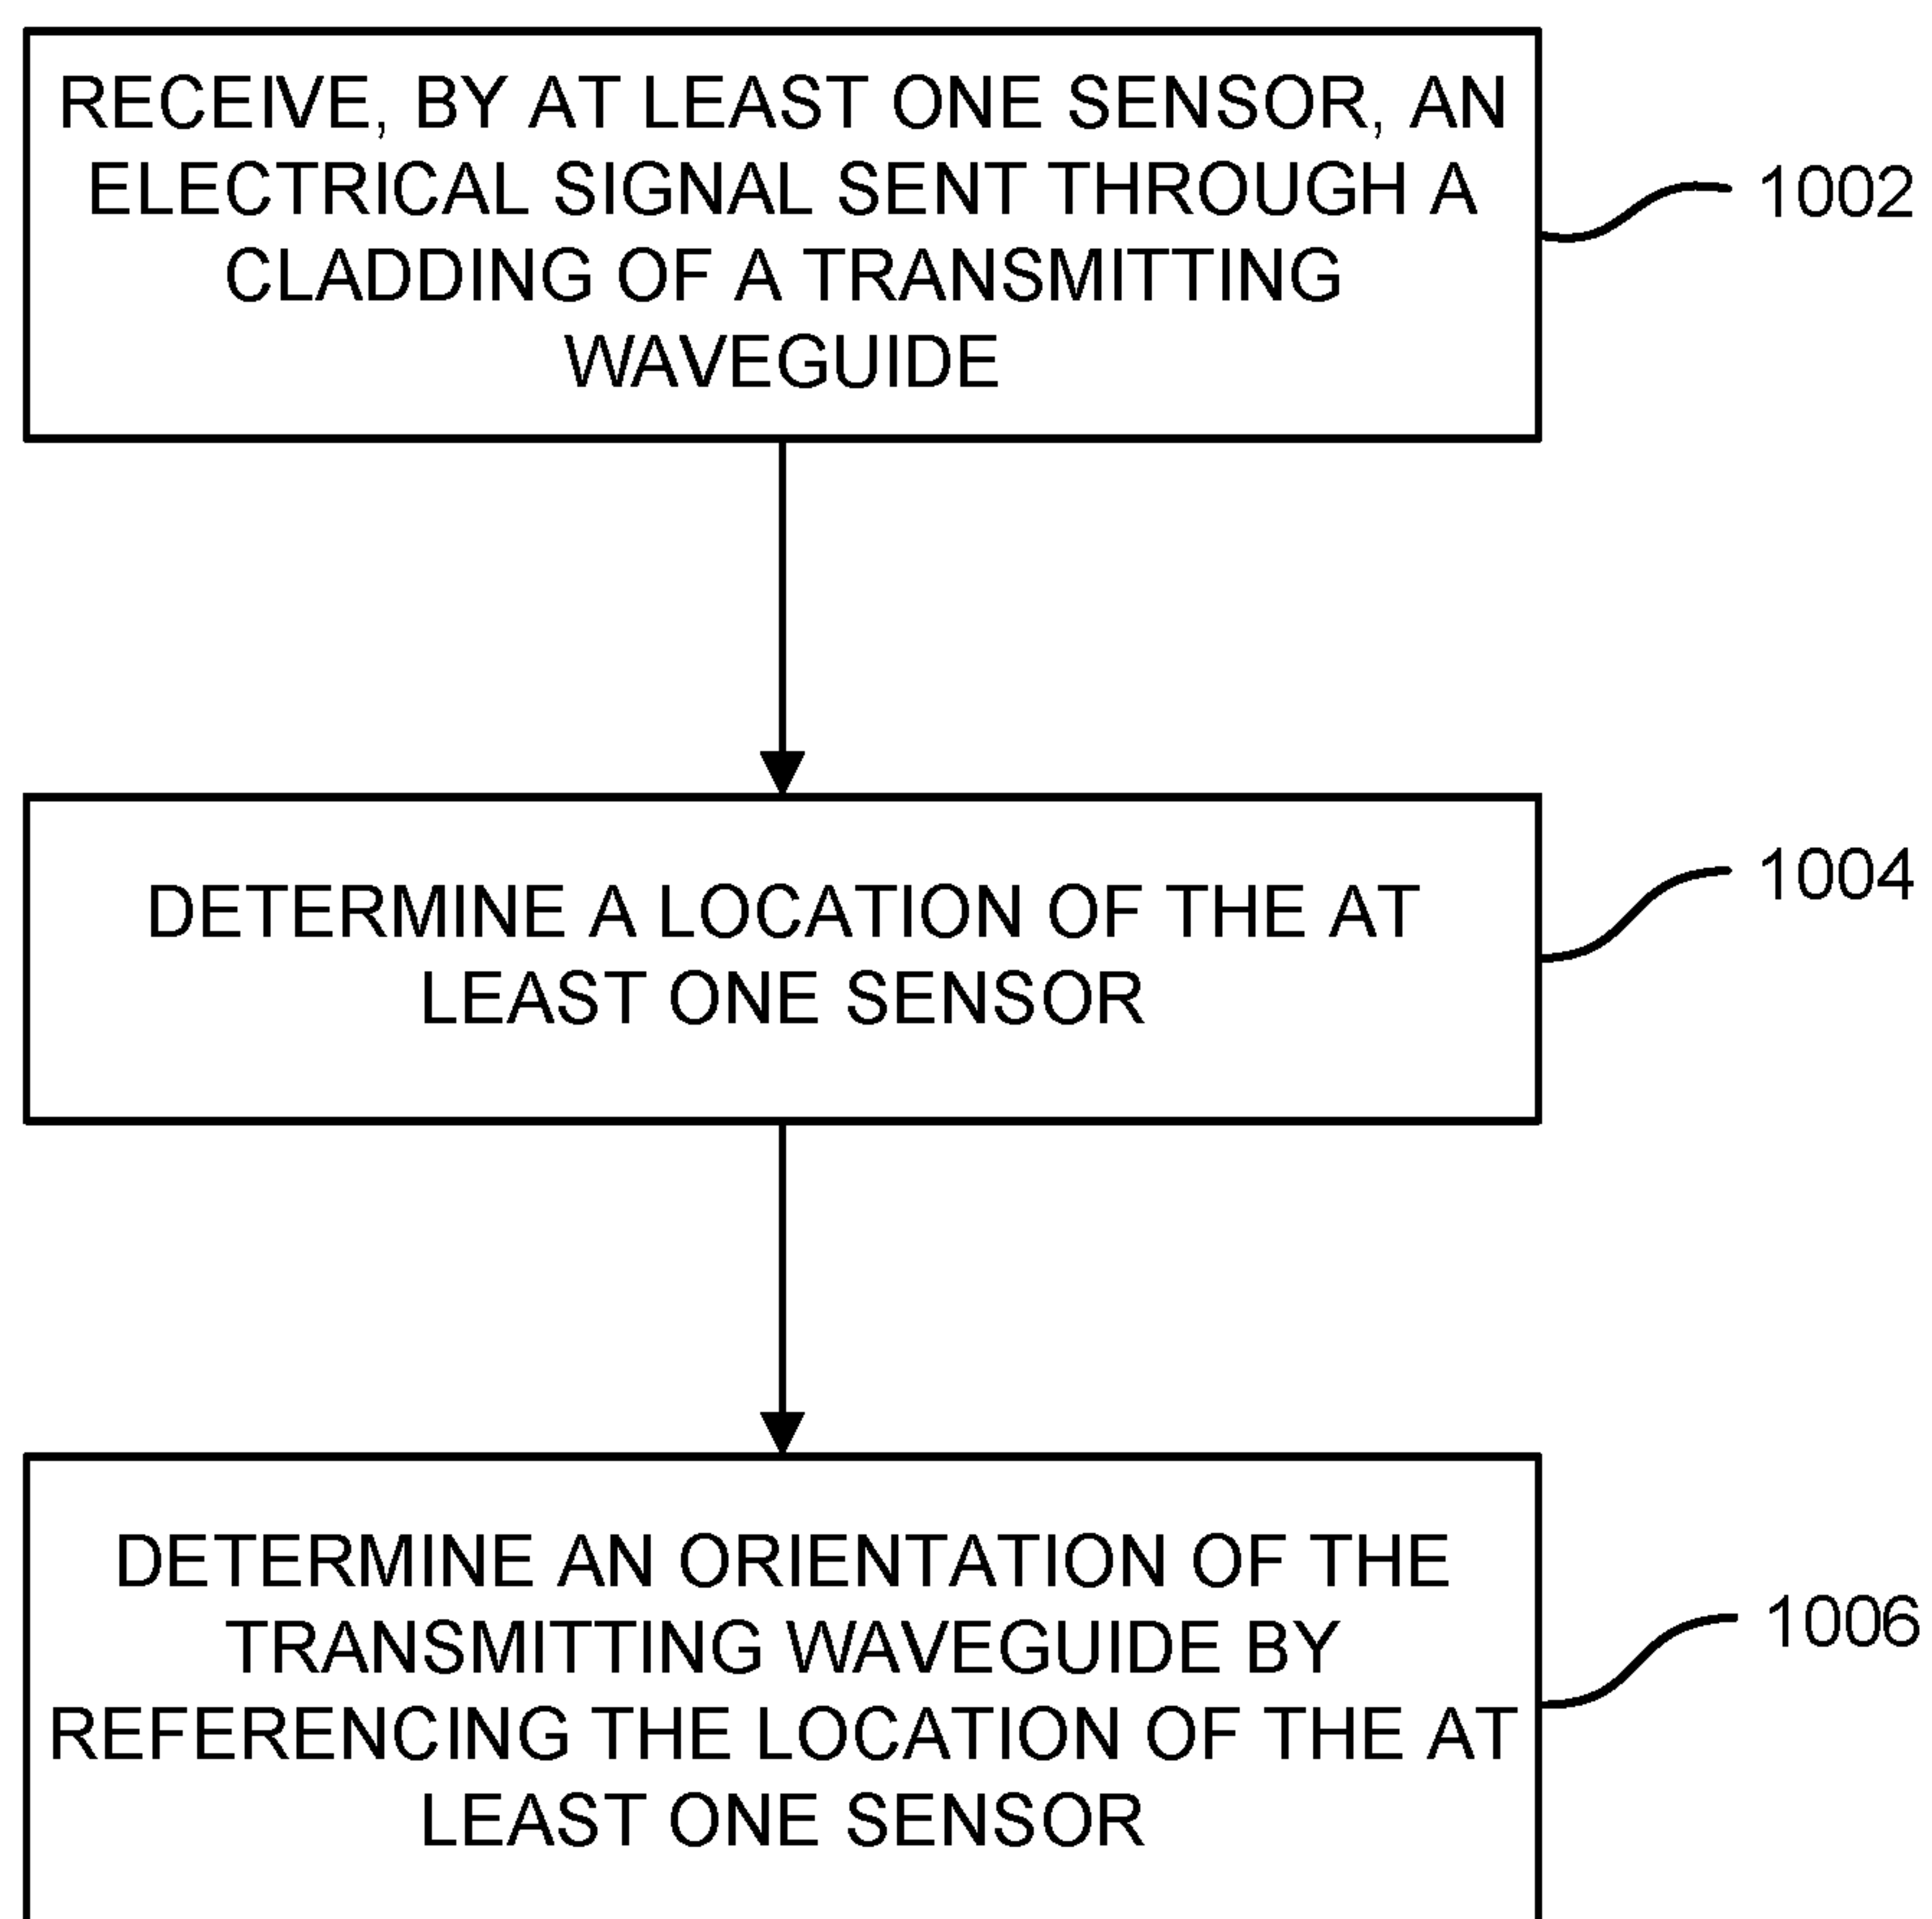 RECEIVE, BY AT LEAST ONE SENSOR, AN
ELECTRICAL SIGNAL SENT THROUGH A
CLADDING OF A TRANSMITTING
WAVEGUIDE
1002
DETERMINE A LOCATION OF THE AT
LEAST ONE SENSOR
1004
DETERMINE AN ORIENTATION OF THE
TRANSMITTING WAVEGUIDE BY
REFERENCING THE LOCATION OF THE AT
LEAST ONE SENSOR
1006